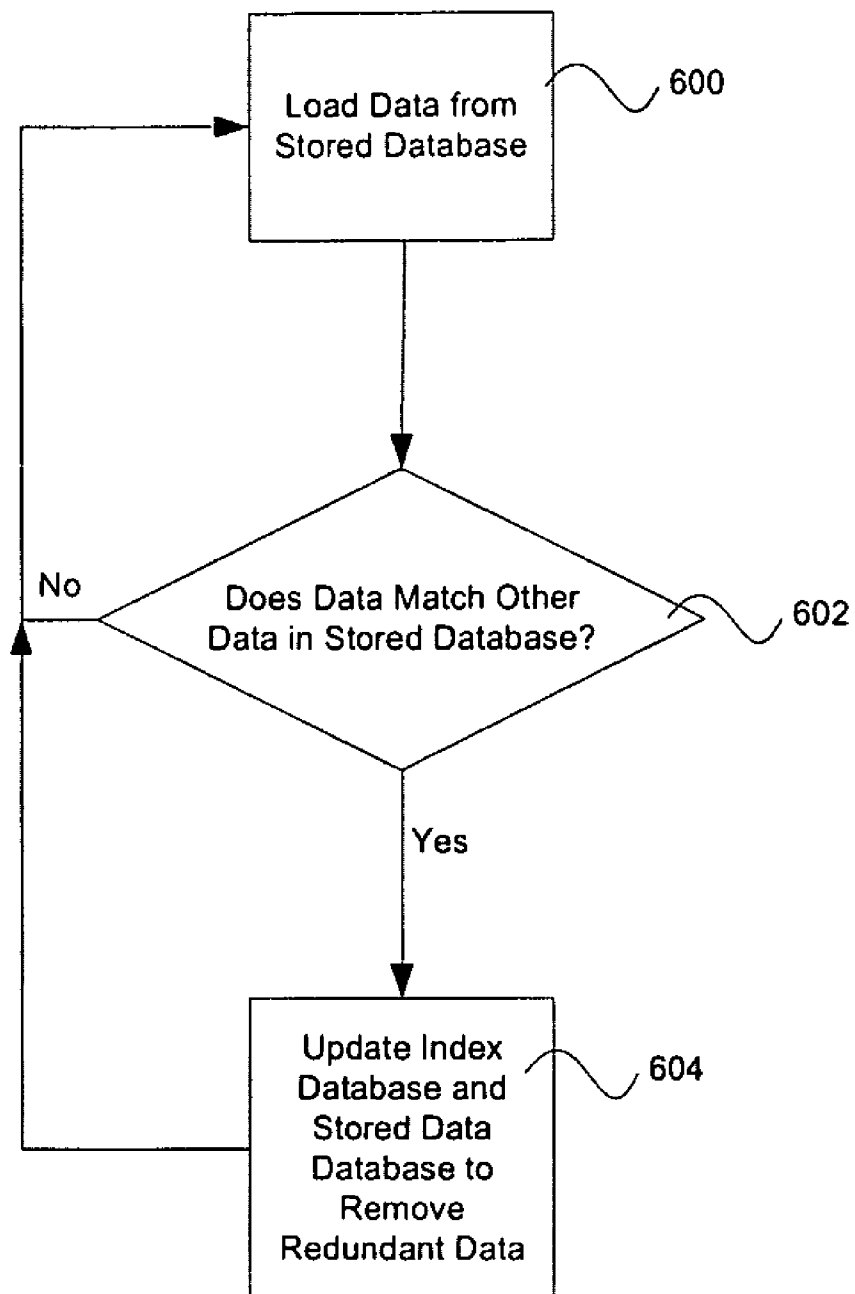 Load Data from
Stored Database
600
No
Does Data Match Other
Data in Stored Database?
602
Yes
Update Index
Database and
Stored Data
Database to
Remove
Redundant Data
604